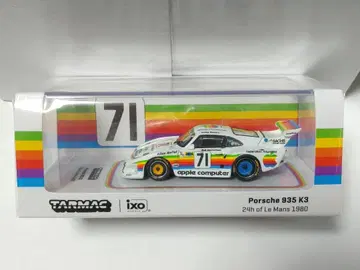 71
71
apple computer
TARMAC
ixo
Porsche 935 K3
24h of Le Mans 1980